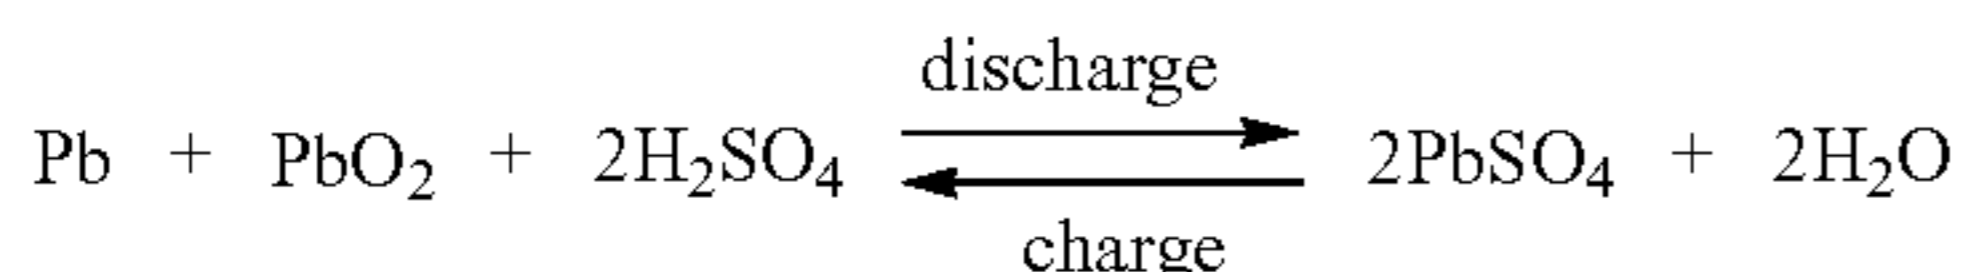 discharge
Pb + PbO₂ + 2H₂SO₄ 2PbSO₄ + 2H₂O
charge